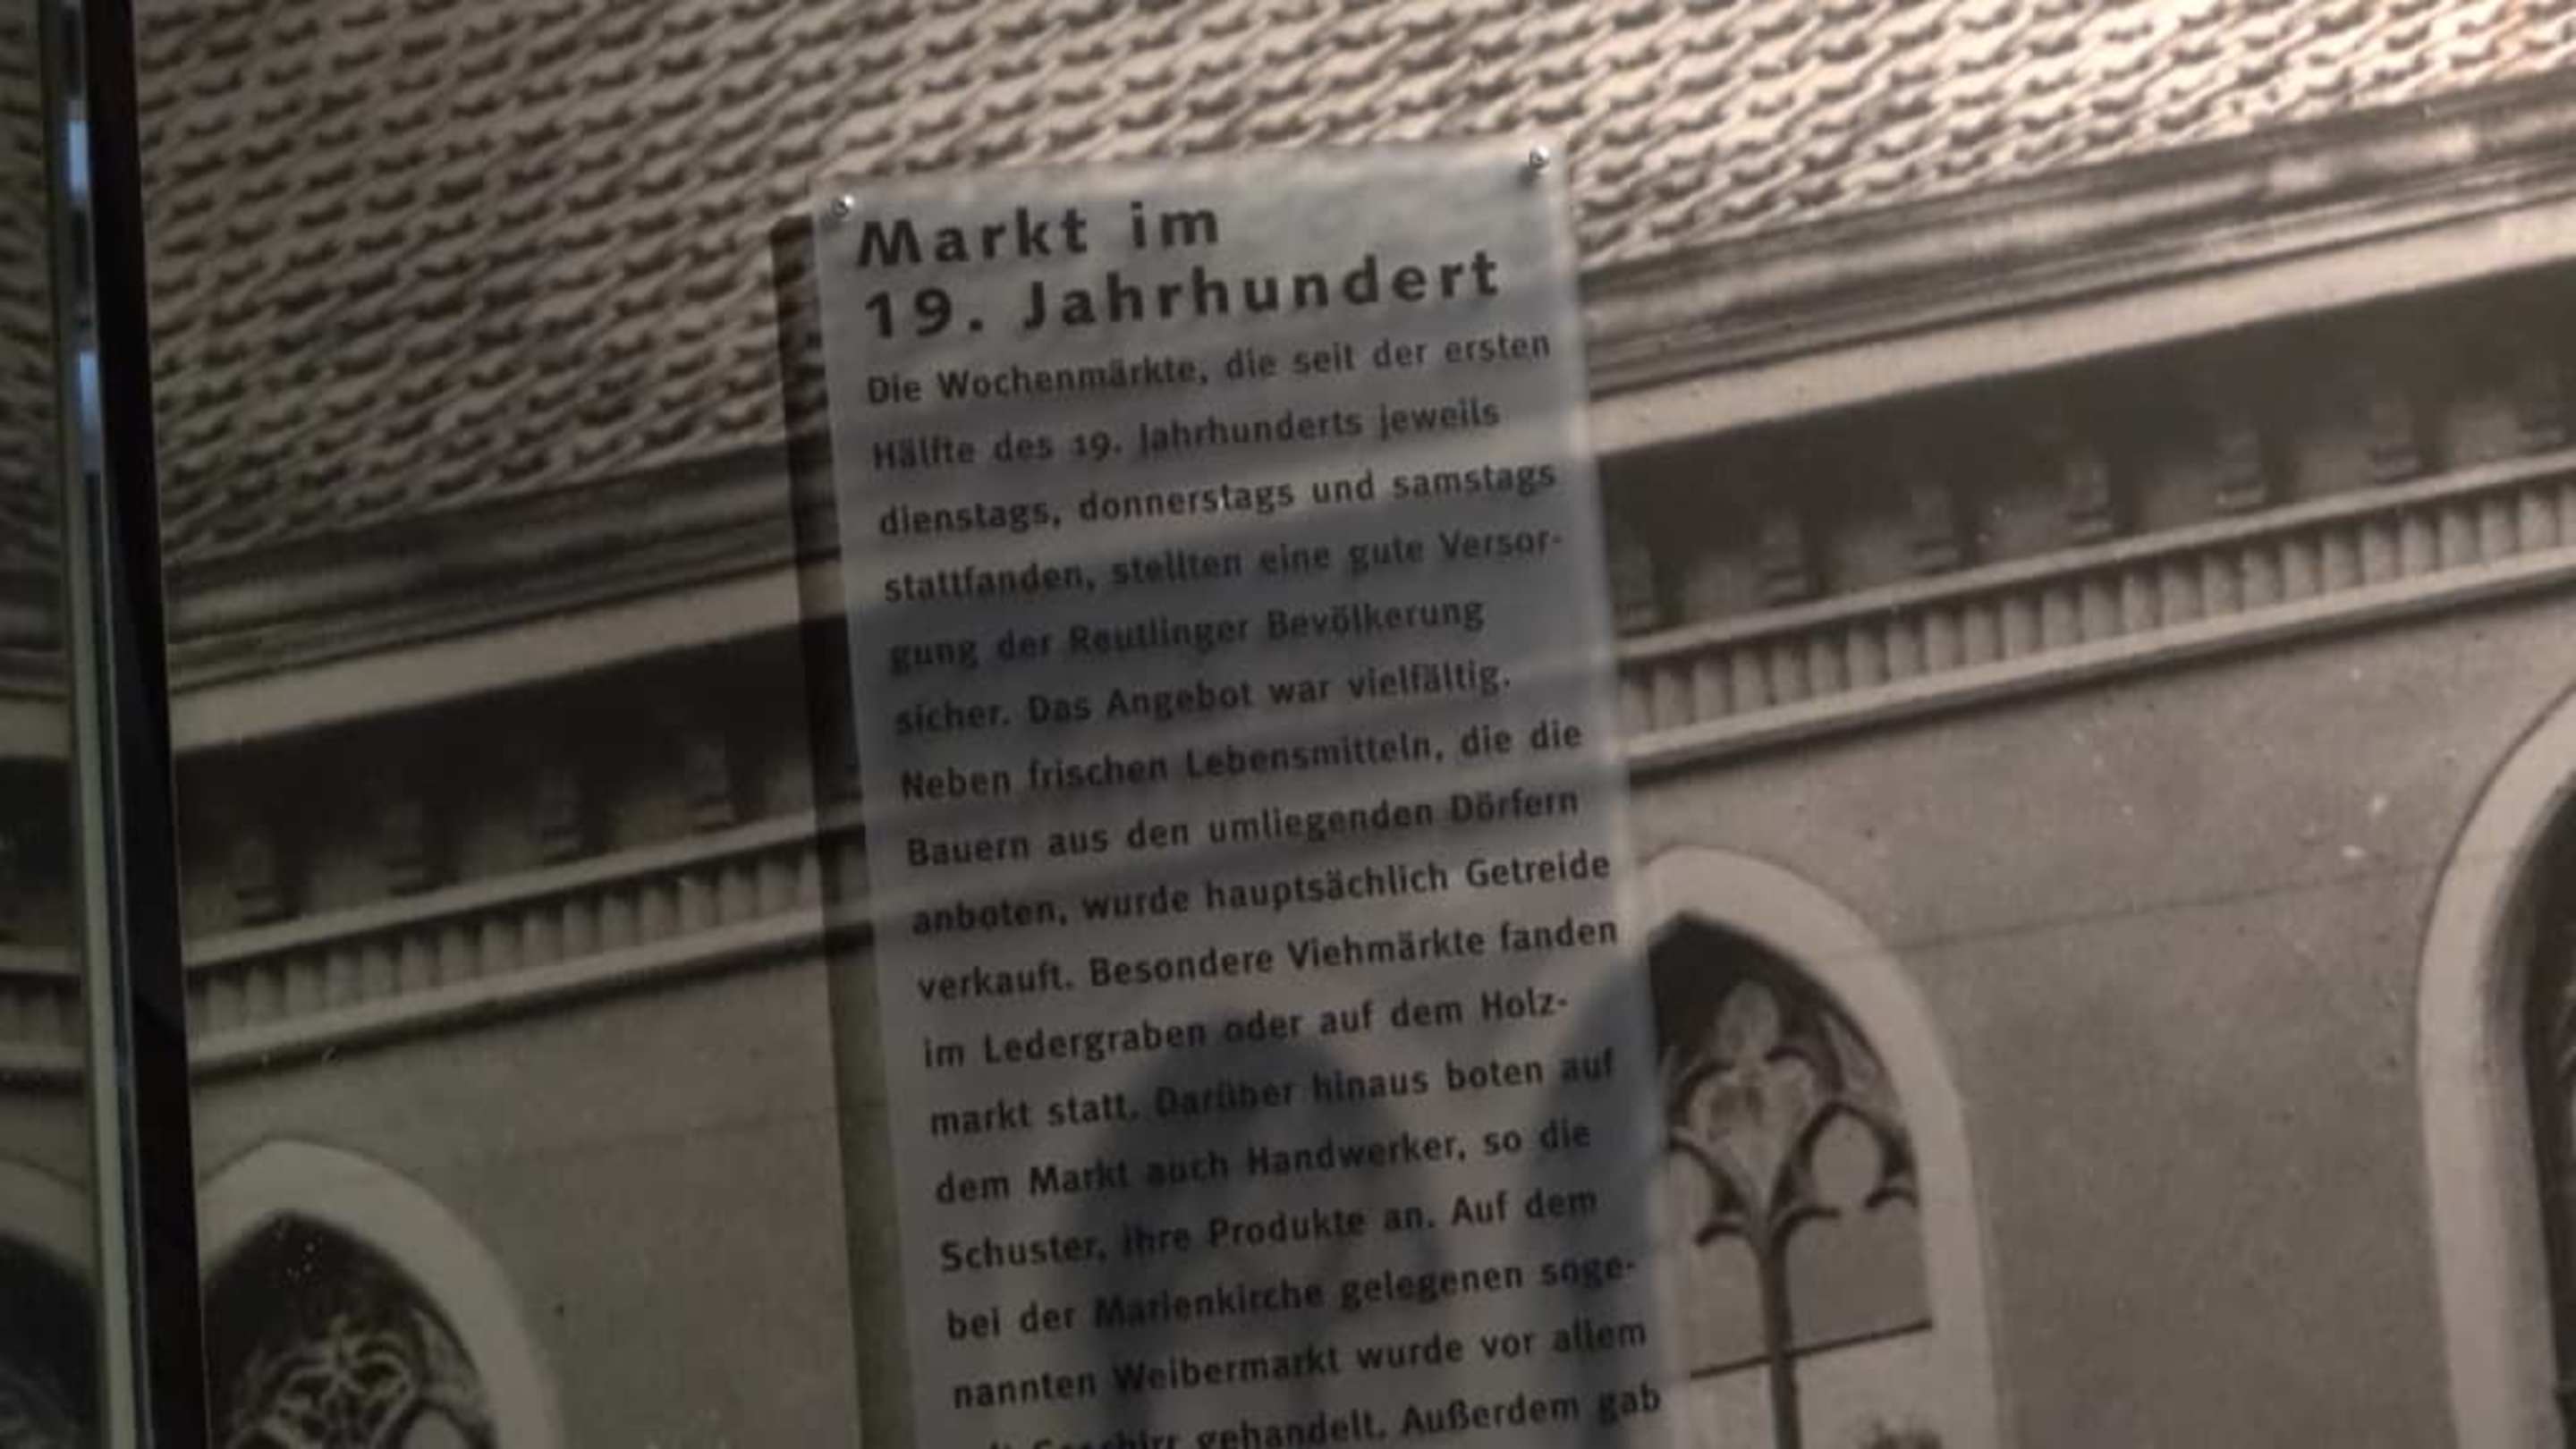 Markt im
19. Jahrhundert
Die Wochenmärkte, die seit der ersten
Hälfte des 19. Jahrhunderts jeweils
dienstags, donnerstags und samstags
stattfanden, stellten eine gute Versor-
gung der Reutlinger Bevölkerung
sicher. Das Angebot war vielfältig.
Neben frischen Lebensmitteln, die die
Bauern aus den umliegenden Dörfern
anboten, wurde hauptsächlich Getreide
verkauft. Besondere Viehmärkte fanden
im Ledergraben oder auf dem Holz-
markt statt. Darüber hinaus boten auf
dem Markt auch Handwerker, so die
Schuster, ihre Produkte an. Auf dem
bei der Marienkirche gelegenen soge-
nannten Weibermarkt wurde vor allem
gehandelt. Außerdem gab